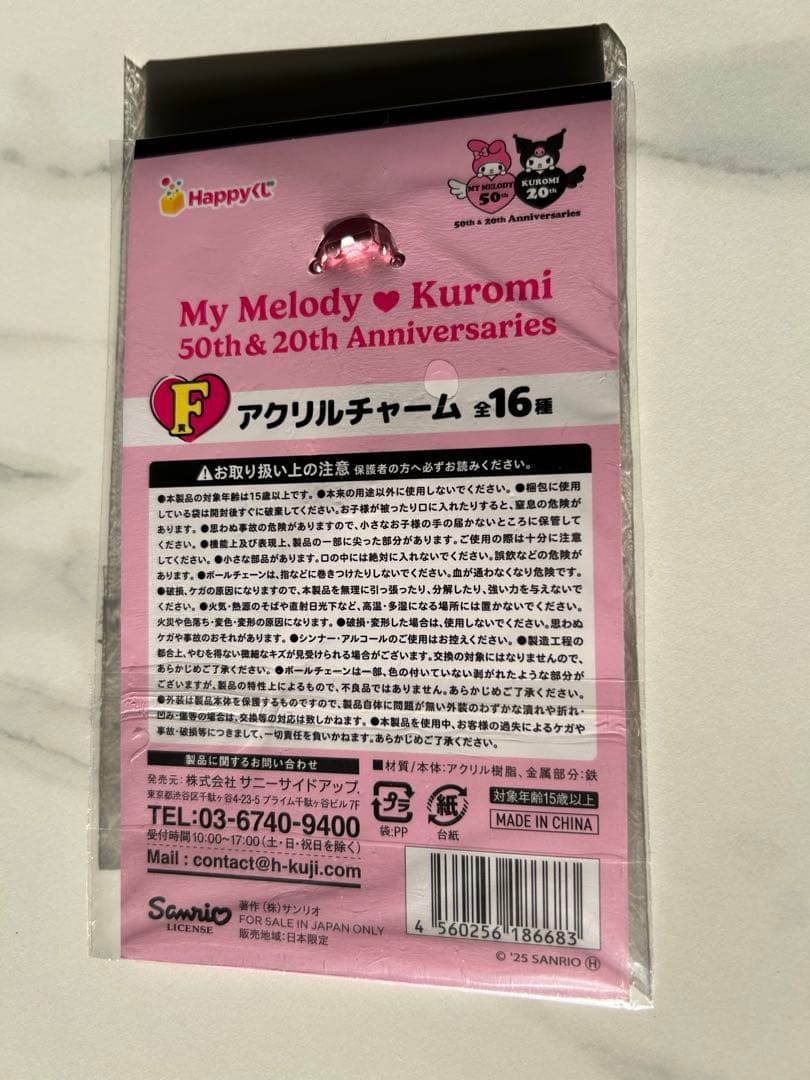 Happyくじ
MY MELODY 50th
KUROMI 20th
50th & 20th Anniversaries
My Melody ♥ Kuromi
50th & 20th Anniversaries
F賞 アクリルチャーム 全16種
⚠お取り扱い上の注意 保護者の方へ必ずお読みください。
●本製品の対象年齢は15歳以上です。●本来の用途以外に使用しないでください。●梱包に使用
している袋は開封後すぐに破棄してください。お子様が被ったり口に入れたりすると、窒息の危険が
あります。●思わぬ事故の危険がありますので、小さなお子様の手の届かないところに保管して
ください。●機能上及び表現上、製品の一部に尖った部分があります。ご使用の際は十分に注意
してください。●小さな部品があります。口の中には絶対に入れないでください。誤飲などの危険が
あります。●ボールチェーンは、指などに巻きつけたりしないでください。血が通わなくなり危険です。
●破損、ケガの原因になりますので、本製品を無理に引っ張ったり、分解したり、強い力を与えないで
ください。●火気・熱源のそばや直射日光下など、高温・多湿になる場所には置かないでください。
火災や色落ち・変色・変形の原因になります。●破損・変形した場合は、使用しないでください。思わぬ
ケガや事故のおそれがあります。●シンナー・アルコールのご使用はお控えください。●製造工程の
都合上、やむを得ない微細なキズが見受けられる場合がございます。交換の対象にはなりませんので、
あらかじめご了承ください。●ボールチェーンは一部、色の付いていない剥がれたような部分が
ございますが、製品の特性上によるもので、不良品ではありません。あらかじめご了承ください。
●外装は製品本体を保護するものですので、製品自体に問題が無い外装のわずかな潰れや折れ・
凹み・傷等の場合は、交換等の対応は致しかねます。●本製品を使用中、お客様の過失によるケガや
事故・破損等につきまして、一切責任を負いかねます。あらかじめご了承ください。
製品に関するお問い合わせ
発売元：株式会社 サニーサイドアップ.
東京都渋谷区千駄ヶ谷4-23-5 プライム千駄ヶ谷ビル 7F
TEL:03-6740-9400
受付時間10:00~17:00（土・日・祝日を除く）
Mail : contact@h-kuji.com
■材質/本体：アクリル樹脂、金属部分：鉄
プラ
袋:PP
紙
台紙
対象年齢15歳以上
MADE IN CHINA
Sanrio
LICENSE
著作（株）サンリオ
FOR SALE IN JAPAN ONLY
販売地域：日本限定
4 560256 186683
© '25 SANRIO Ⓗ